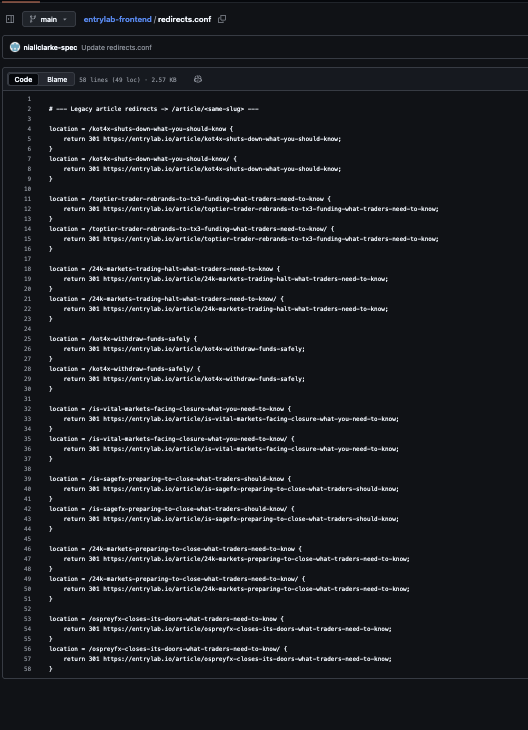 main
entrylab-frontend / redirects.conf
niallclarke-spec Update redirects.conf
Code Blame 58 lines (49 loc) · 2.57 KB
1
2 # --- Legacy article redirects -> /article/<same-slug> ---
3
4 location = /kot4x-shuts-down-what-you-should-know {
5 return 301 https://entrylab.io/article/kot4x-shuts-down-what-you-should-know;
6 }
7 location = /kot4x-shuts-down-what-you-should-know/ {
8 return 301 https://entrylab.io/article/kot4x-shuts-down-what-you-should-know;
9 }
10
11 location = /toptier-trader-rebrands-to-tx3-funding-what-traders-need-to-know {
12 return 301 https://entrylab.io/article/toptier-trader-rebrands-to-tx3-funding-what-traders-need-to-know;
13 }
14 location = /toptier-trader-rebrands-to-tx3-funding-what-traders-need-to-know/ {
15 return 301 https://entrylab.io/article/toptier-trader-rebrands-to-tx3-funding-what-traders-need-to-know;
16 }
17
18 location = /24k-markets-trading-halt-what-traders-need-to-know {
19 return 301 https://entrylab.io/article/24k-markets-trading-halt-what-traders-need-to-know;
20 }
21 location = /24k-markets-trading-halt-what-traders-need-to-know/ {
22 return 301 https://entrylab.io/article/24k-markets-trading-halt-what-traders-need-to-know;
23 }
24
25 location = /kot4x-withdraw-funds-safely {
26 return 301 https://entrylab.io/article/kot4x-withdraw-funds-safely;
27 }
28 location = /kot4x-withdraw-funds-safely/ {
29 return 301 https://entrylab.io/article/kot4x-withdraw-funds-safely;
30 }
31
32 location = /is-vital-markets-facing-closure-what-you-need-to-know {
33 return 301 https://entrylab.io/article/is-vital-markets-facing-closure-what-you-need-to-know;
34 }
35 location = /is-vital-markets-facing-closure-what-you-need-to-know/ {
36 return 301 https://entrylab.io/article/is-vital-markets-facing-closure-what-you-need-to-know;
37 }
38
39 location = /is-sagefx-preparing-to-close-what-traders-should-know {
40 return 301 https://entrylab.io/article/is-sagefx-preparing-to-close-what-traders-should-know;
41 }
42 location = /is-sagefx-preparing-to-close-what-traders-should-know/ {
43 return 301 https://entrylab.io/article/is-sagefx-preparing-to-close-what-traders-should-know;
44 }
45
46 location = /24k-markets-preparing-to-close-what-traders-need-to-know {
47 return 301 https://entrylab.io/article/24k-markets-preparing-to-close-what-traders-need-to-know;
48 }
49 location = /24k-markets-preparing-to-close-what-traders-need-to-know/ {
50 return 301 https://entrylab.io/article/24k-markets-preparing-to-close-what-traders-need-to-know;
51 }
52
53 location = /ospreyfx-closes-its-doors-what-traders-need-to-know {
54 return 301 https://entrylab.io/article/ospreyfx-closes-its-doors-what-traders-need-to-know;
55 }
56 location = /ospreyfx-closes-its-doors-what-traders-need-to-know/ {
57 return 301 https://entrylab.io/article/ospreyfx-closes-its-doors-what-traders-need-to-know;
58 }